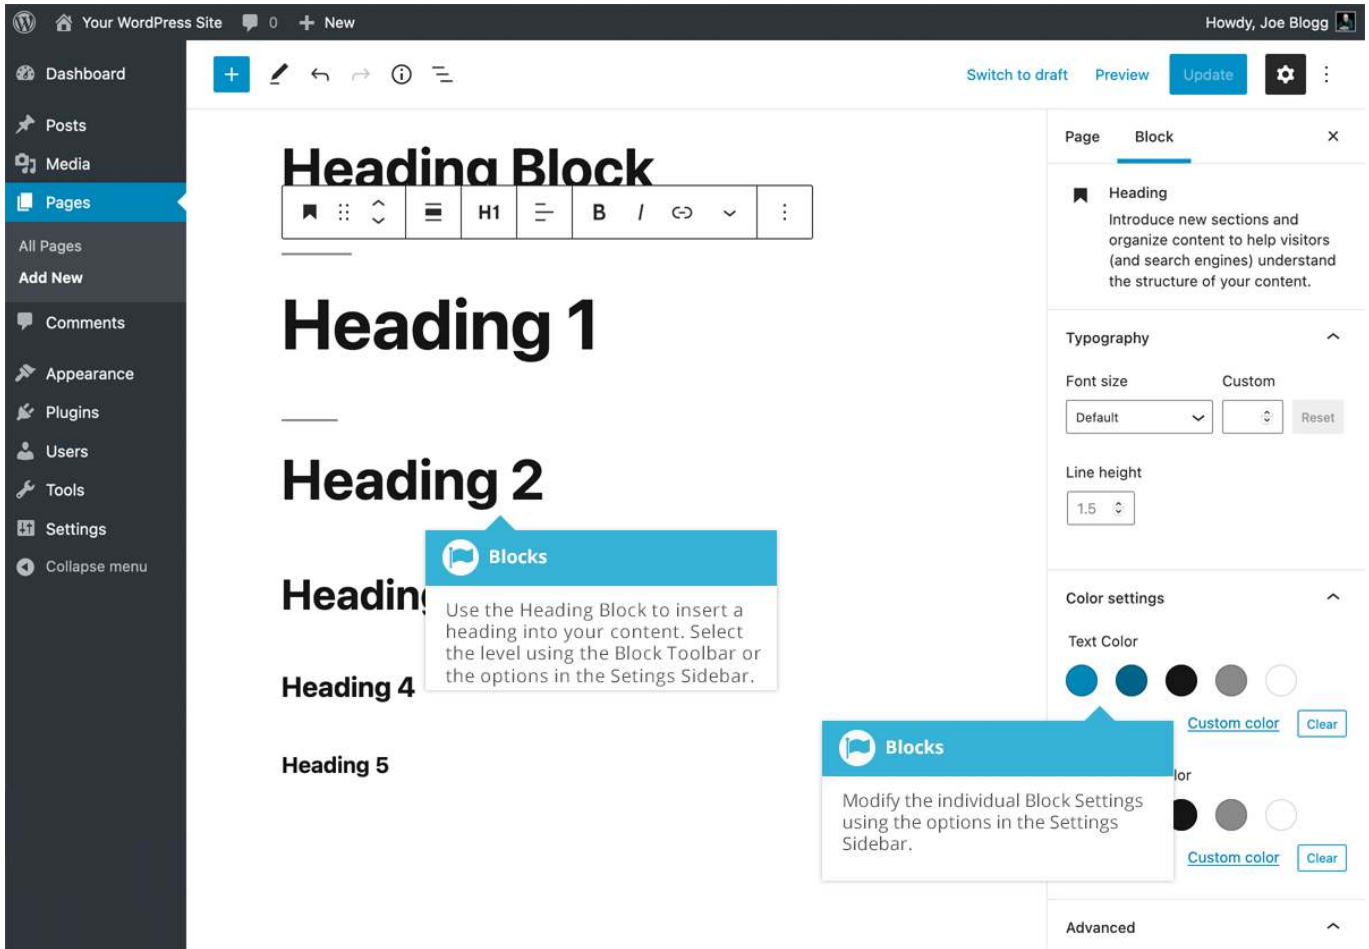 Your WordPress Site 0 + New Howdy, Joe Blogg
Dashboard
Posts
Media
Pages
All Pages
Add New
Comments
Appearance
Plugins
Users
Tools
Settings
Collapse menu
Switch to draft Preview Update
Heading Block
H1 B I
Heading 1
Heading 2
Blocks
Use the Heading Block to insert a
heading into your content. Select
the level using the Block Toolbar or
the options in the Setings Sidebar.
Heading 4
Heading 5
Page Block
Heading
Introduce new sections and
organize content to help visitors
(and search engines) understand
the structure of your content.
Typography
Font size Custom
Default Reset
Line height
1.5
Color settings
Text Color
Custom color Clear
Blocks
Modify the individual Block Settings
using the options in the Settings
Sidebar.
Custom color Clear
Advanced